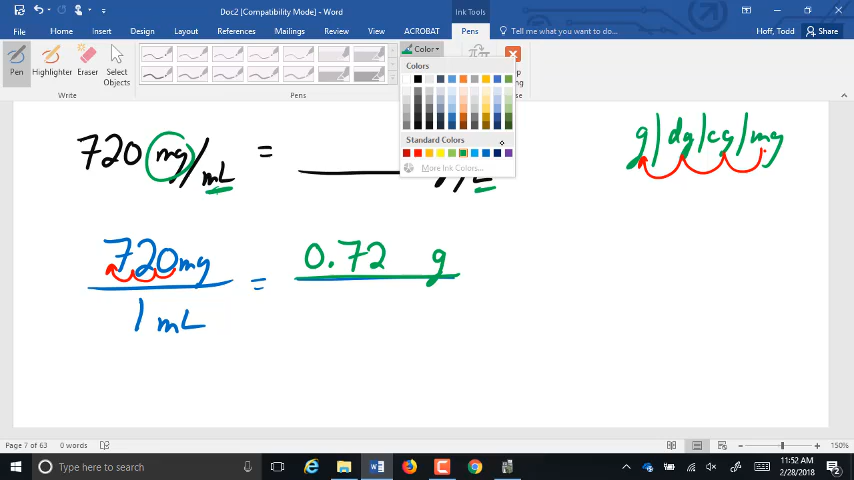 Doc2 [Compatibility Mode] - Word
Ink Tools
File Home Insert Design Layout References Mailings Review View ACROBAT Pens Tell me what you want to do... Hoff, Todd Share
Pen Highlighter Eraser Select Objects
Color
Write Pens
Colors
Standard Colors
More Ink Colors...
720 mg/mL = g/L
g|dg|cg|mg
720mg
1 mL
=
0.72 g
Page 7 of 63 0 words 150%
Type here to search
11:52 AM
2/28/2018
2